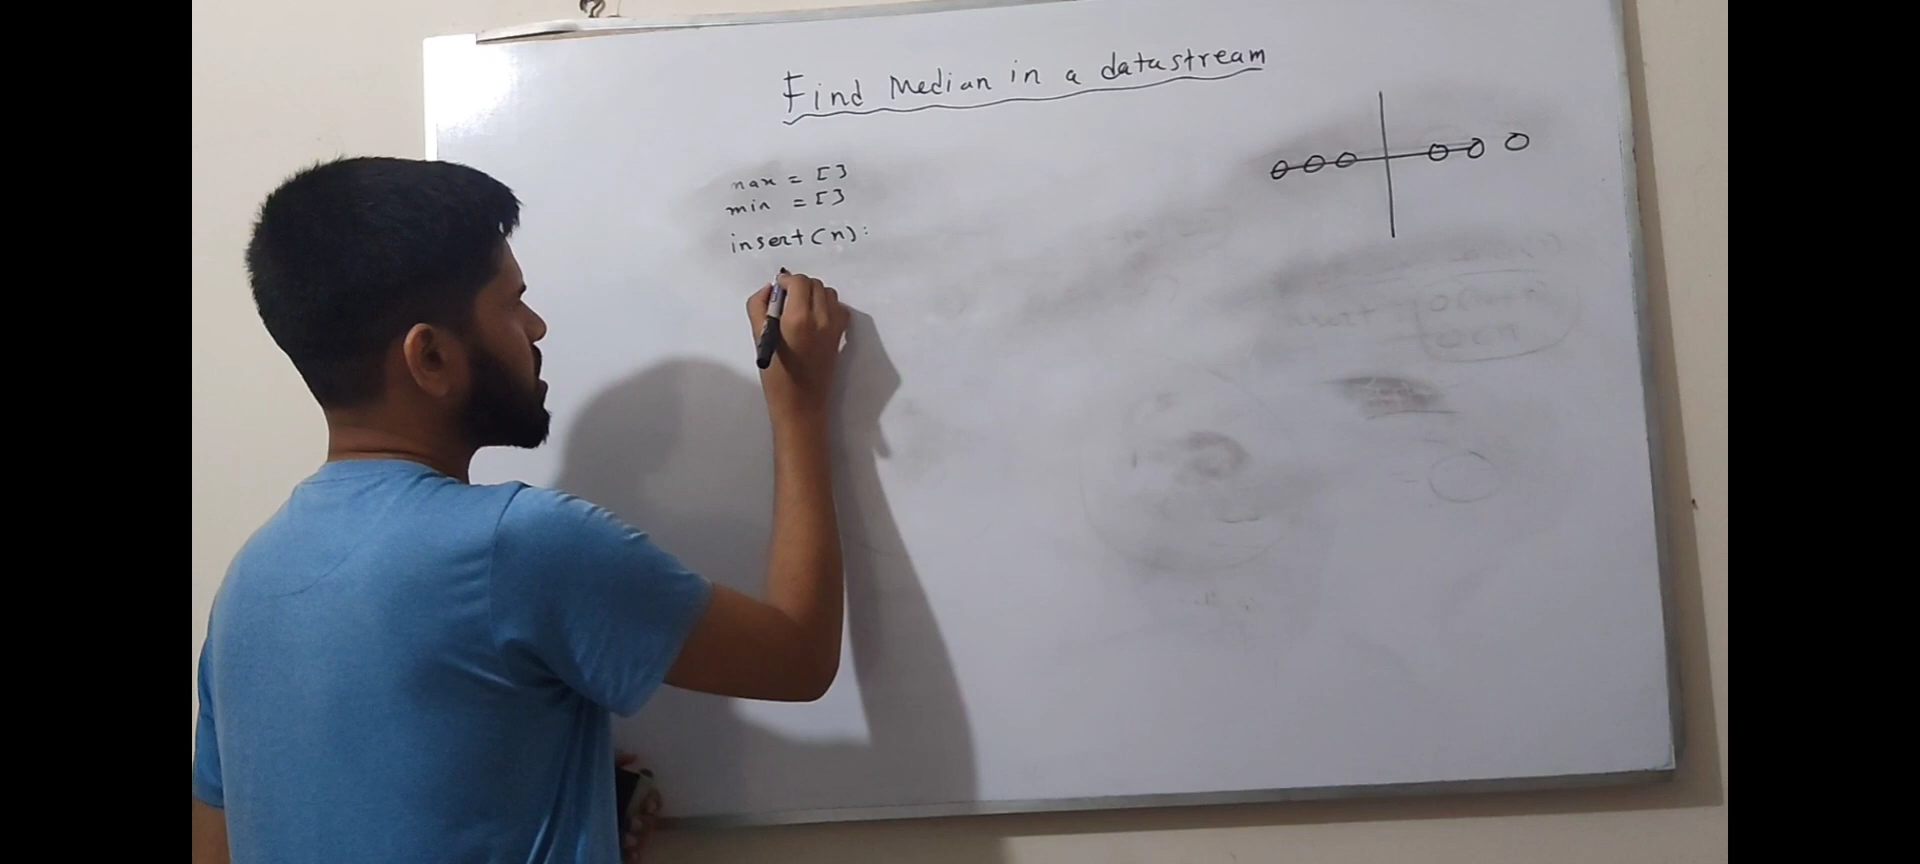 Find Median in a datastream
max = []
min = []
insert(n):